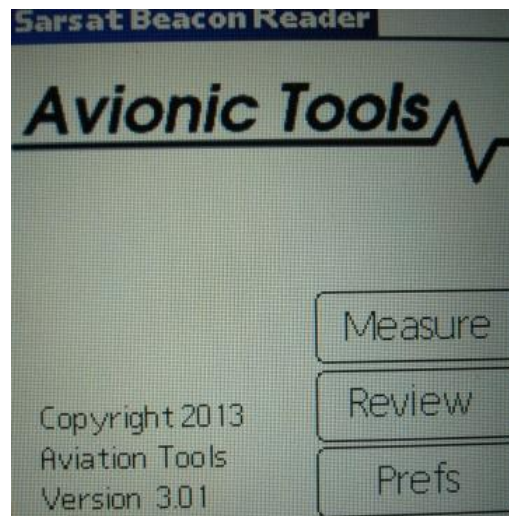 Sarsat Beacon Reader
Avionic Tools
Measure
Review
Copyright 2013
Aviation Tools
Prefs
Version 3.01